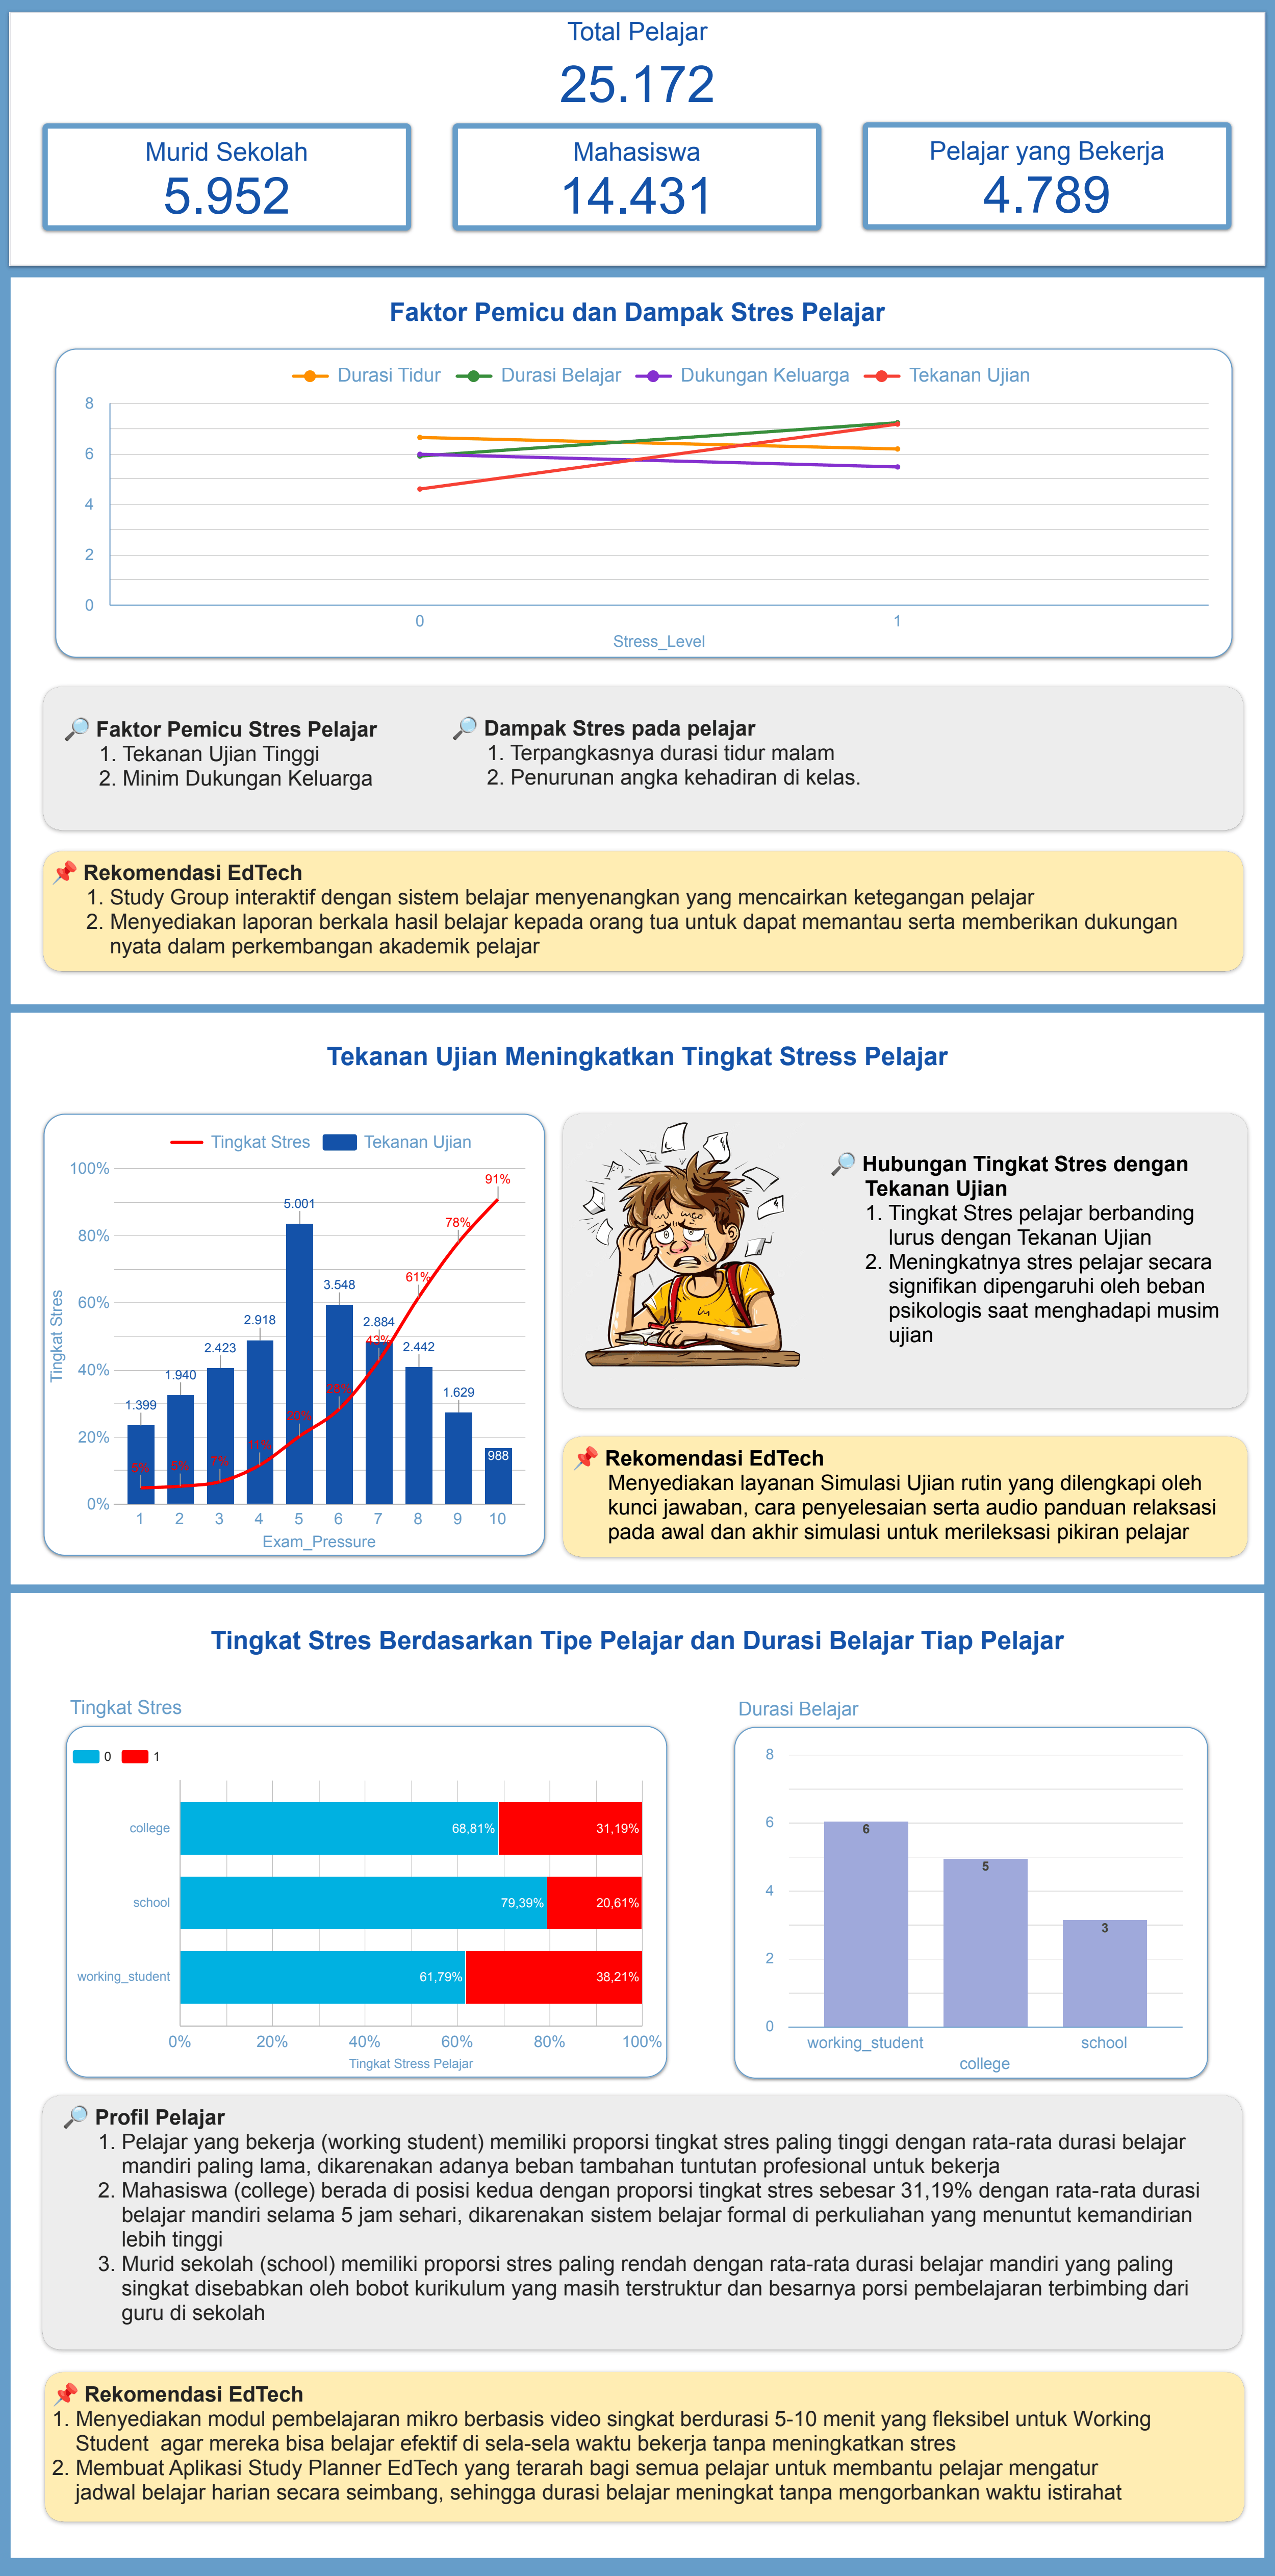 Total Pelajar
25.172
Murid Sekolah
5.952
Mahasiswa
14.431
Pelajar yang Bekerja
4.789
Faktor Pemicu dan Dampak Stres Pelajar
Durasi Tidur Durasi Belajar Dukungan Keluarga Tekanan Ujian
8
6
4
2
0
0 1
Stress_Level
🔎 Faktor Pemicu Stres Pelajar
1. Tekanan Ujian Tinggi
2. Minim Dukungan Keluarga
🔎 Dampak Stres pada pelajar
1. Terpangkasnya durasi tidur malam
2. Penurunan angka kehadiran di kelas.
📌 Rekomendasi EdTech
1. Study Group interaktif dengan sistem belajar menyenangkan yang mencairkan ketegangan pelajar
2. Menyediakan laporan berkala hasil belajar kepada orang tua untuk dapat memantau serta memberikan dukungan
nyata dalam perkembangan akademik pelajar
Tekanan Ujian Meningkatkan Tingkat Stress Pelajar
Tingkat Stres Tekanan Ujian
Tingkat Stres
100%
80%
60%
40%
20%
0%
1.399
1.940
2.423
2.918
5.001
3.548
2.884
2.442
1.629
988
7%
11%
20%
28%
43%
61%
78%
91%
1 2 3 4 5 6 7 8 9 10
Exam_Pressure
🔎 Hubungan Tingkat Stres dengan
Tekanan Ujian
1. Tingkat Stres pelajar berbanding
lurus dengan Tekanan Ujian
2. Meningkatnya stres pelajar secara
signifikan dipengaruhi oleh beban
psikologis saat menghadapi musim
ujian
📌 Rekomendasi EdTech
Menyediakan layanan Simulasi Ujian rutin yang dilengkapi oleh
kunci jawaban, cara penyelesaian serta audio panduan relaksasi
pada awal dan akhir simulasi untuk merileksasi pikiran pelajar
Tingkat Stres Berdasarkan Tipe Pelajar dan Durasi Belajar Tiap Pelajar
Tingkat Stres
0 1
college 68,81% 31,19%
school 79,39% 20,61%
working_student 61,79% 38,21%
0% 20% 40% 60% 80% 100%
Tingkat Stress Pelajar
Durasi Belajar
8
6
4
2
0
6
5
3
working_student
college
school
🔎 Profil Pelajar
1. Pelajar yang bekerja (working student) memiliki proporsi tingkat stres paling tinggi dengan rata-rata durasi belajar
mandiri paling lama, dikarenakan adanya beban tambahan tuntutan profesional untuk bekerja
2. Mahasiswa (college) berada di posisi kedua dengan proporsi tingkat stres sebesar 31,19% dengan rata-rata durasi
belajar mandiri selama 5 jam sehari, dikarenakan sistem belajar formal di perkuliahan yang menuntut kemandirian
lebih tinggi
3. Murid sekolah (school) memiliki proporsi stres paling rendah dengan rata-rata durasi belajar mandiri yang paling
singkat disebabkan oleh bobot kurikulum yang masih terstruktur dan besarnya porsi pembelajaran terbimbing dari
guru di sekolah
📌 Rekomendasi EdTech
1. Menyediakan modul pembelajaran mikro berbasis video singkat berdurasi 5-10 menit yang fleksibel untuk Working
Student agar mereka bisa belajar efektif di sela-sela waktu bekerja tanpa meningkatkan stres
2. Membuat Aplikasi Study Planner EdTech yang terarah bagi semua pelajar untuk membantu pelajar mengatur
jadwal belajar harian secara seimbang, sehingga durasi belajar meningkat tanpa mengorbankan waktu istirahat